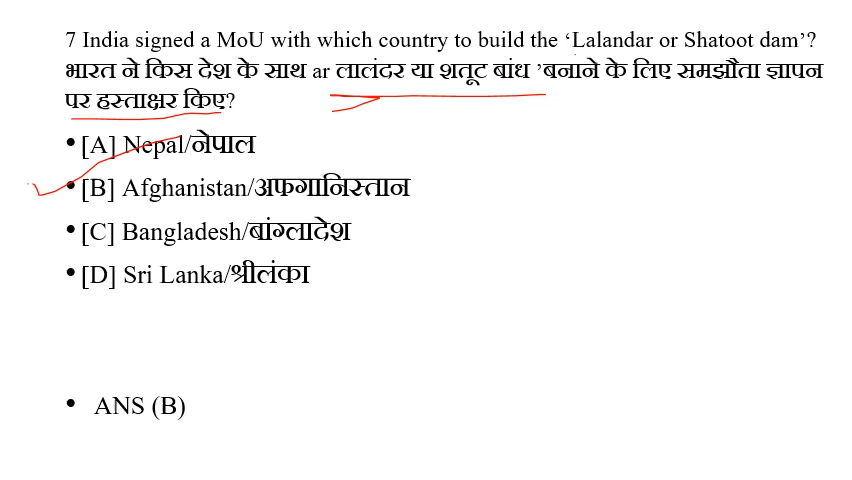 7 India signed a MoU with which country to build the ‘Lalandar or Shatoot dam’?
भारत ने किस देश के साथ ar लालंदर या शतूट बांध ’बनाने के लिए समझौता ज्ञापन
पर हस्ताक्षर किए?
• [A] Nepal/नेपाल
• [B] Afghanistan/अफगानिस्तान
• [C] Bangladesh/बांग्लादेश
• [D] Sri Lanka/श्रीलंका
• ANS (B)